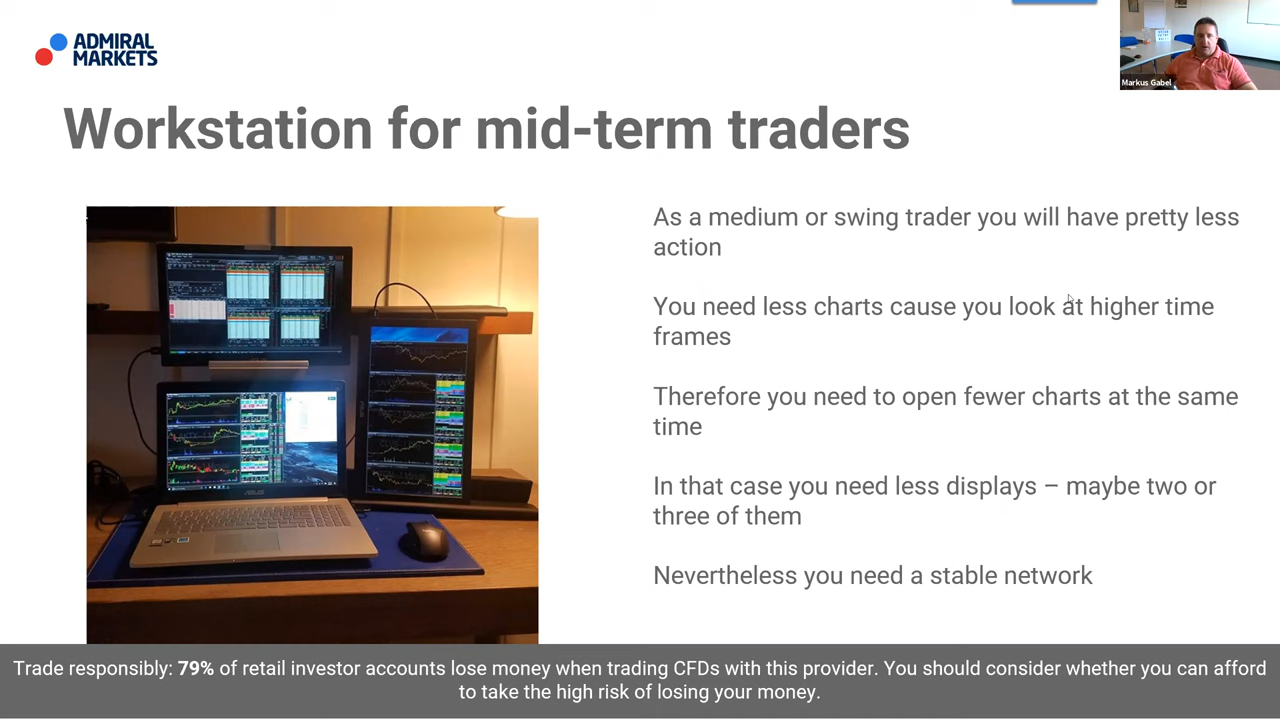 ADMIRAL
MARKETS
Markus Gabel
Workstation for mid-term traders
As a medium or swing trader you will have pretty less
action
You need less charts cause you look at higher time
frames
Therefore you need to open fewer charts at the same
time
In that case you need less displays – maybe two or
three of them
Nevertheless you need a stable network
ASUS
Trade responsibly: 79% of retail investor accounts lose money when trading CFDs with this provider. You should consider whether you can afford
to take the high risk of losing your money.